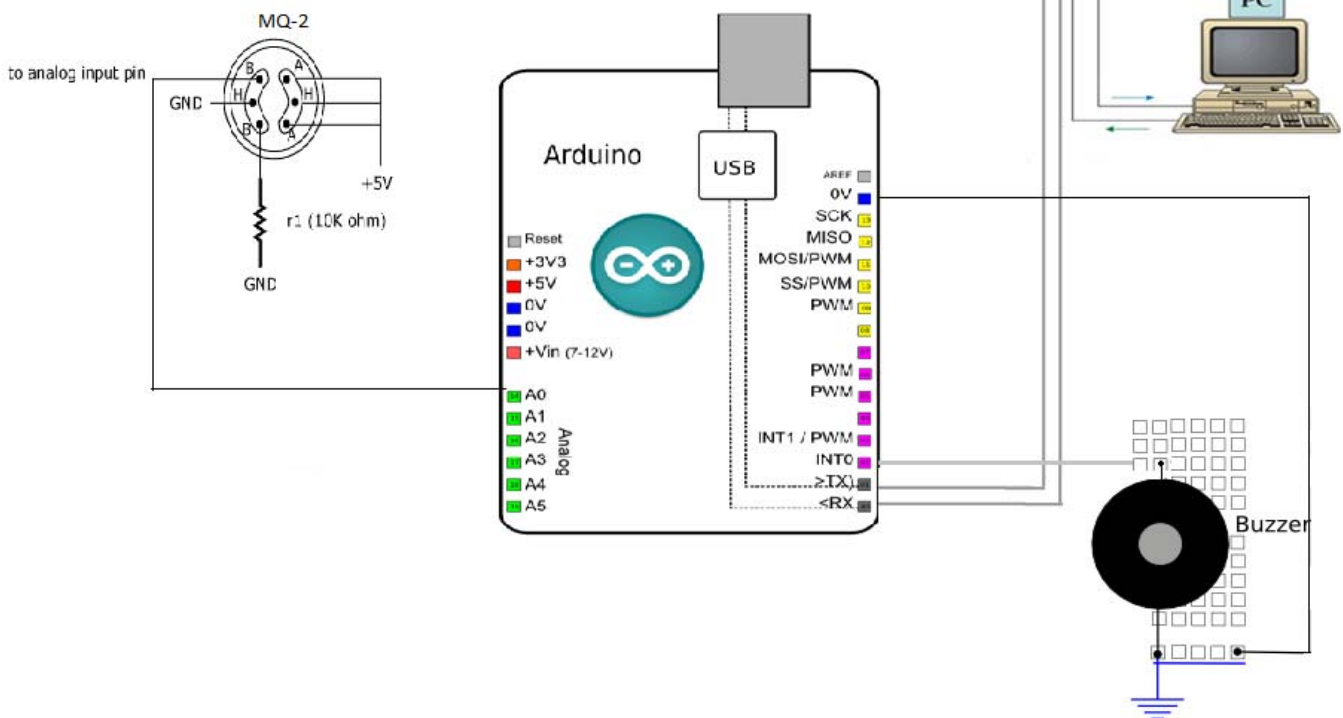 PC
MQ-2
to analog input pin
B
A
GND
H
H
B
A
+5V
r1 (10K ohm)
GND
Arduino
USB
Reset
+3V3
+5V
0V
0V
+Vin (7-12V)
A0
A1
A2
A3
A4
A5
Analog
AREF
0V
SCK
MISO
MOSI/PWM
SS/PWM
PWM
PWM
PWM
INT1 / PWM
INT0
>TX)
<RX
Buzzer